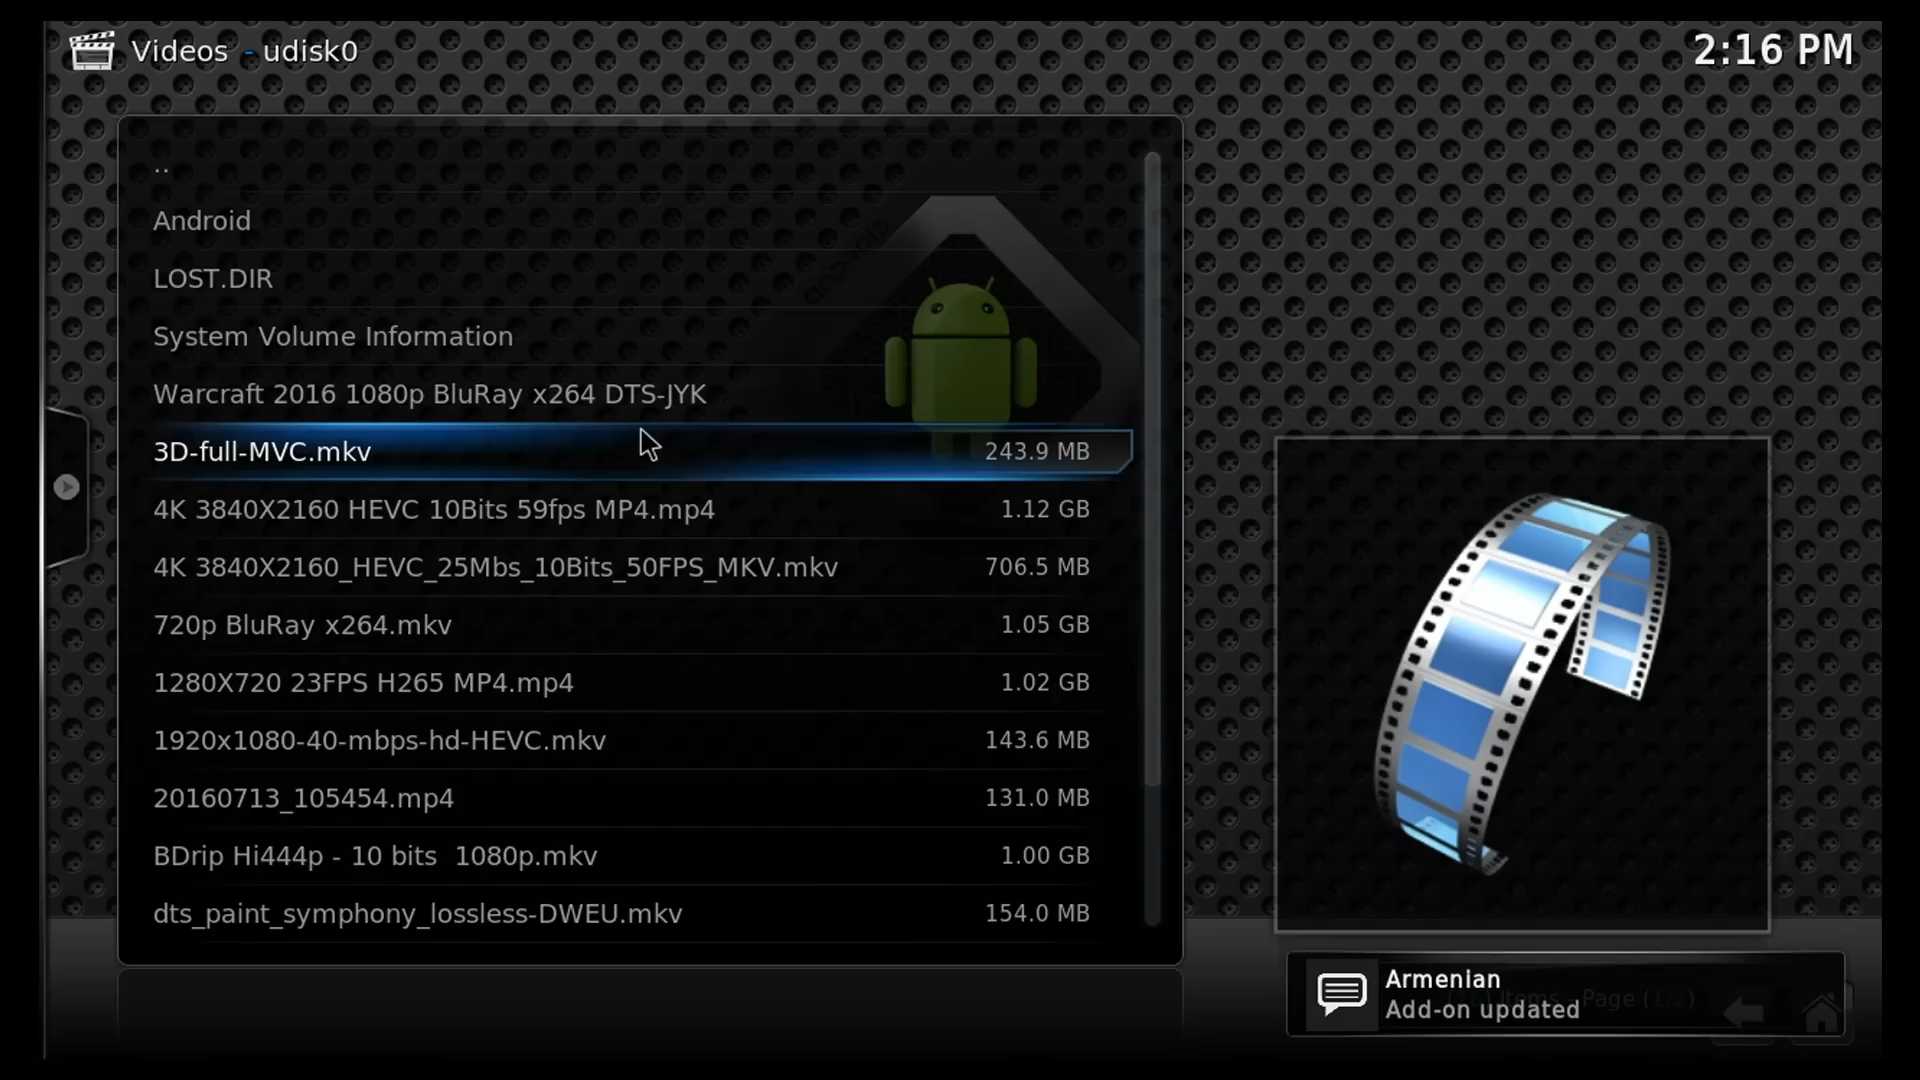 Videos - udisk0
2:16 PM
..
Android
LOST.DIR
System Volume Information
Warcraft 2016 1080p BluRay x264 DTS-JYK
3D-full-MVC.mkv 243.9 MB
4K 3840X2160 HEVC 10Bits 59fps MP4.mp4 1.12 GB
4K 3840X2160_HEVC_25Mbs_10Bits_50FPS_MKV.mkv 706.5 MB
720p BluRay x264.mkv 1.05 GB
1280X720 23FPS H265 MP4.mp4 1.02 GB
1920x1080-40-mbps-hd-HEVC.mkv 143.6 MB
20160713_105454.mp4 131.0 MB
BDrip Hi444p - 10 bits  1080p.mkv 1.00 GB
dts_paint_symphony_lossless-DWEU.mkv 154.0 MB
Armenian
Items - Page (1/2)
Add-on updated